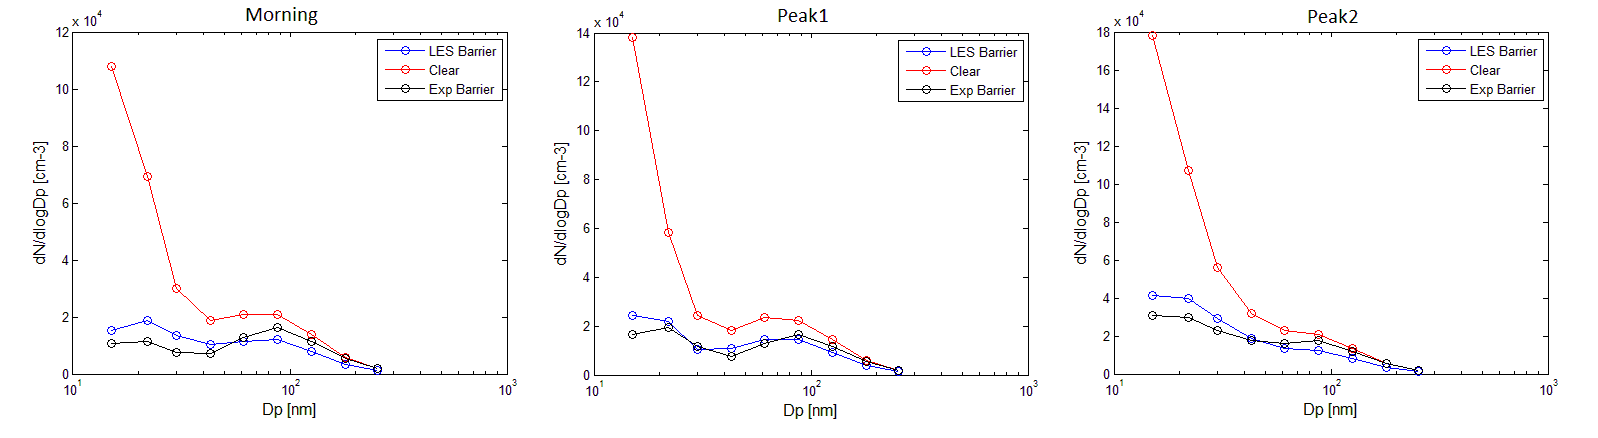 Morning
x 10^4
12
10
8
6
4
2
0
dN/dlogDp [cm-3]
10^1
10^2
10^3
Dp [nm]
LES Barrier
Clear
Exp Barrier
Peak1
x 10^4
14
12
10
8
6
4
2
0
dN/dlogDp [cm-3]
10^1
10^2
10^3
Dp [nm]
LES Barrier
Clear
Exp Barrier
Peak2
x 10^4
18
16
14
12
10
8
6
4
2
0
dN/dlogDp [cm-3]
10^1
10^2
10^3
Dp [nm]
LES Barrier
Clear
Exp Barrier